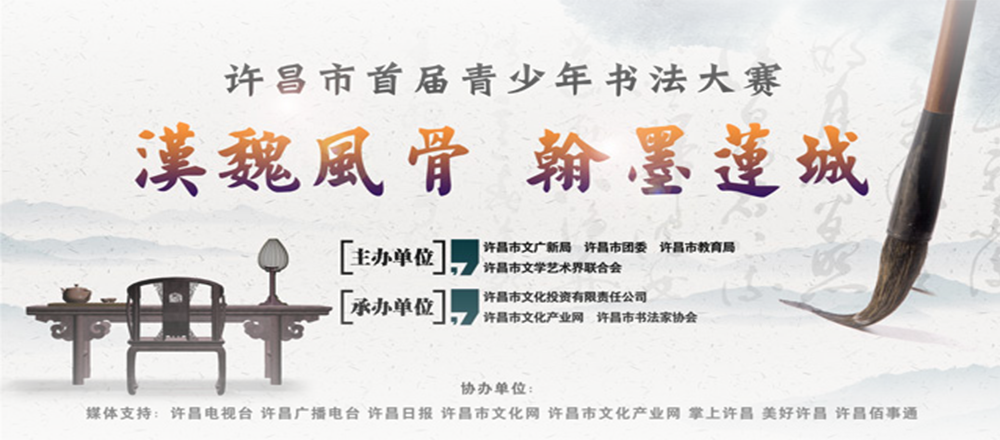 许昌市首届青少年书法大赛
漢魏風骨 翰墨蓮城
主办单位
许昌市文广新局 许昌市团委 许昌市教育局
许昌市文学艺术界联合会
承办单位
许昌市文化投资有限责任公司
许昌市文化产业网 许昌市书法家协会
协办单位：
媒体支持： 许昌电视台 许昌广播电台 许昌日报 许昌市文化网 许昌市文化产业网 掌上许昌 美好许昌 许昌佰事通